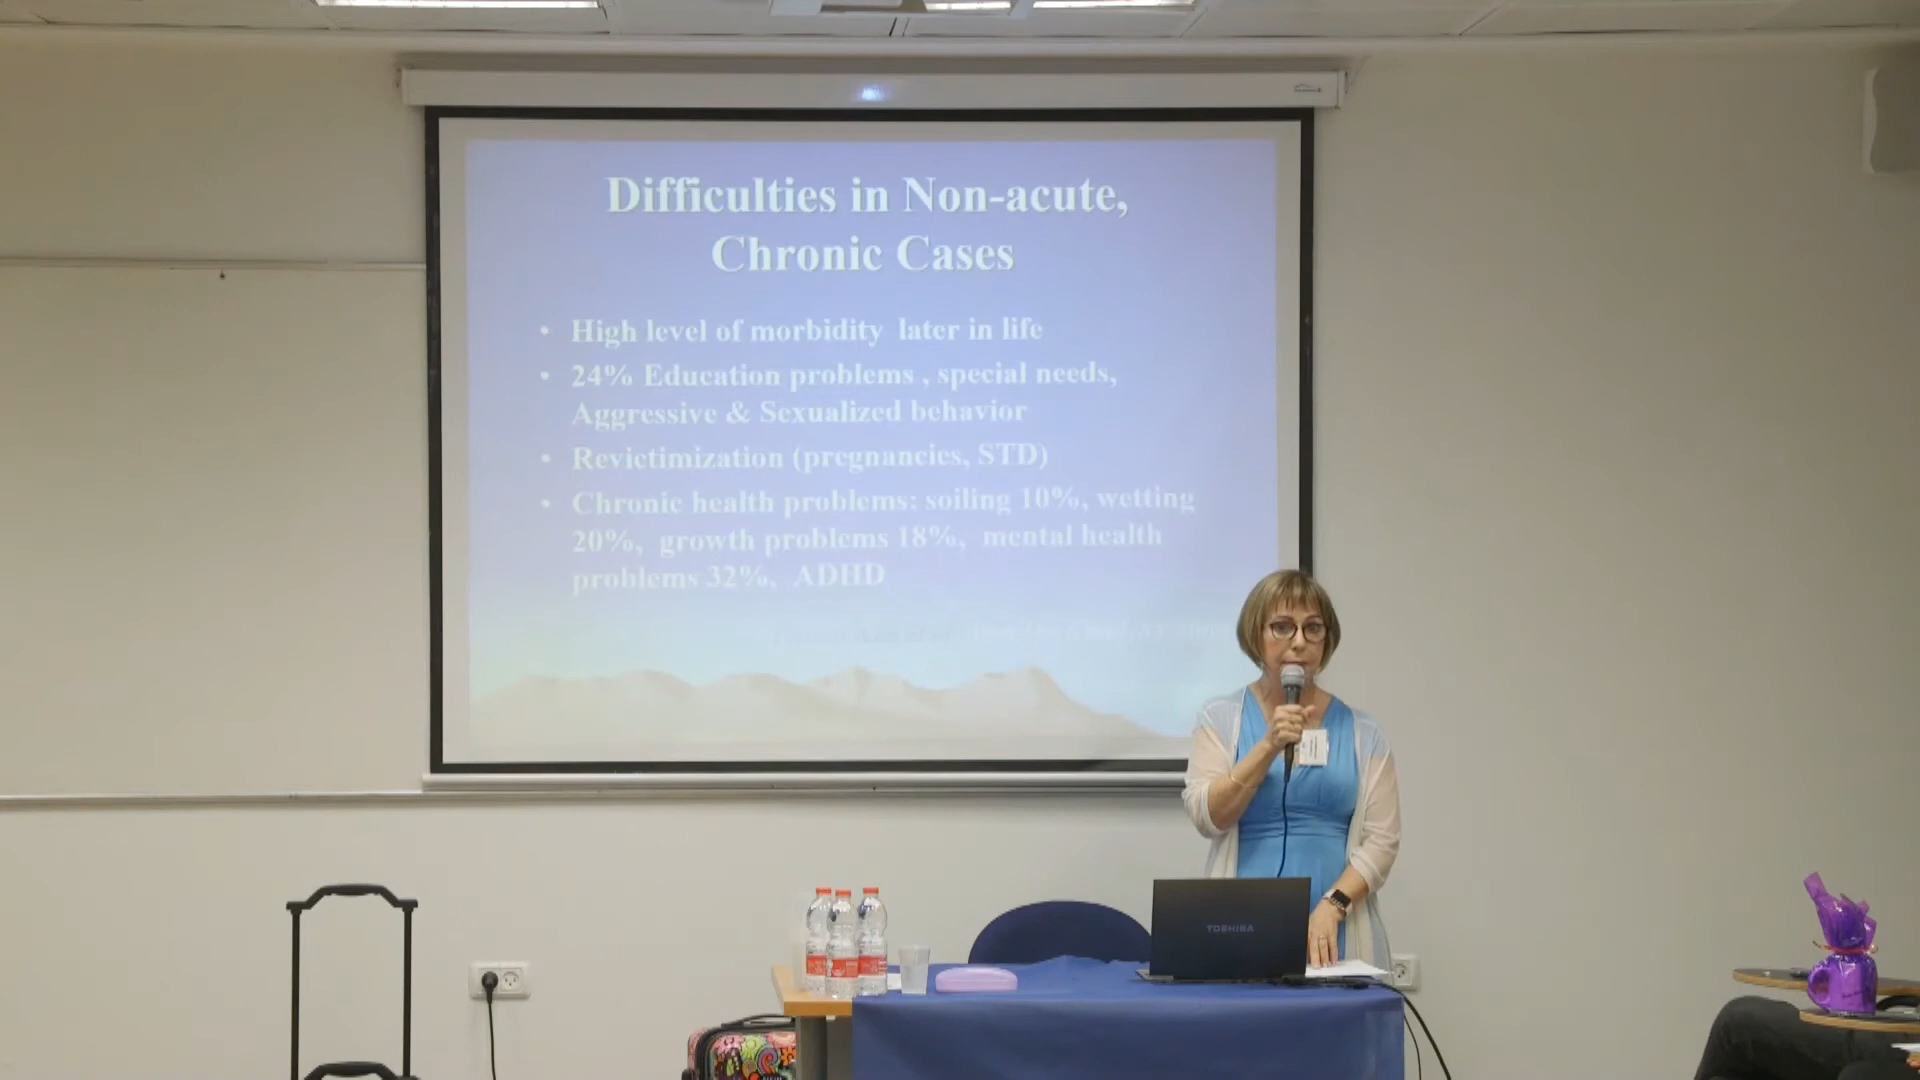 Difficulties in Non-acute,
Chronic Cases
• High level of morbidity later in life
• 24% Education problems , special needs,
Aggressive & Sexualized behavior
• Revictimization (pregnancies, STD)
• Chronic health problems: soiling 10%, wetting
20%, growth problems 18%, mental health
problems 32%, ADHD
TOSHIBA